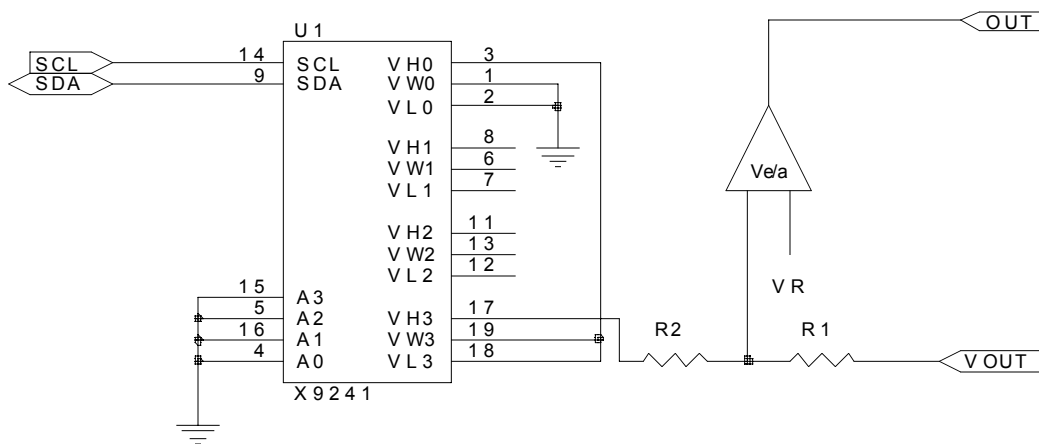 OUT
U1
SCL 14 SCL VH0 3
SDA 9 SDA VW0 1
VL0 2
VH1 8
VW1 6
VL1 7
Ve/a
VH2 11
VW2 13
VL2 12
VR
15 A3
5 A2 VH3 17
16 A1 VW3 19
4 A0 VL3 18
R2 R1
VOUT
X9241